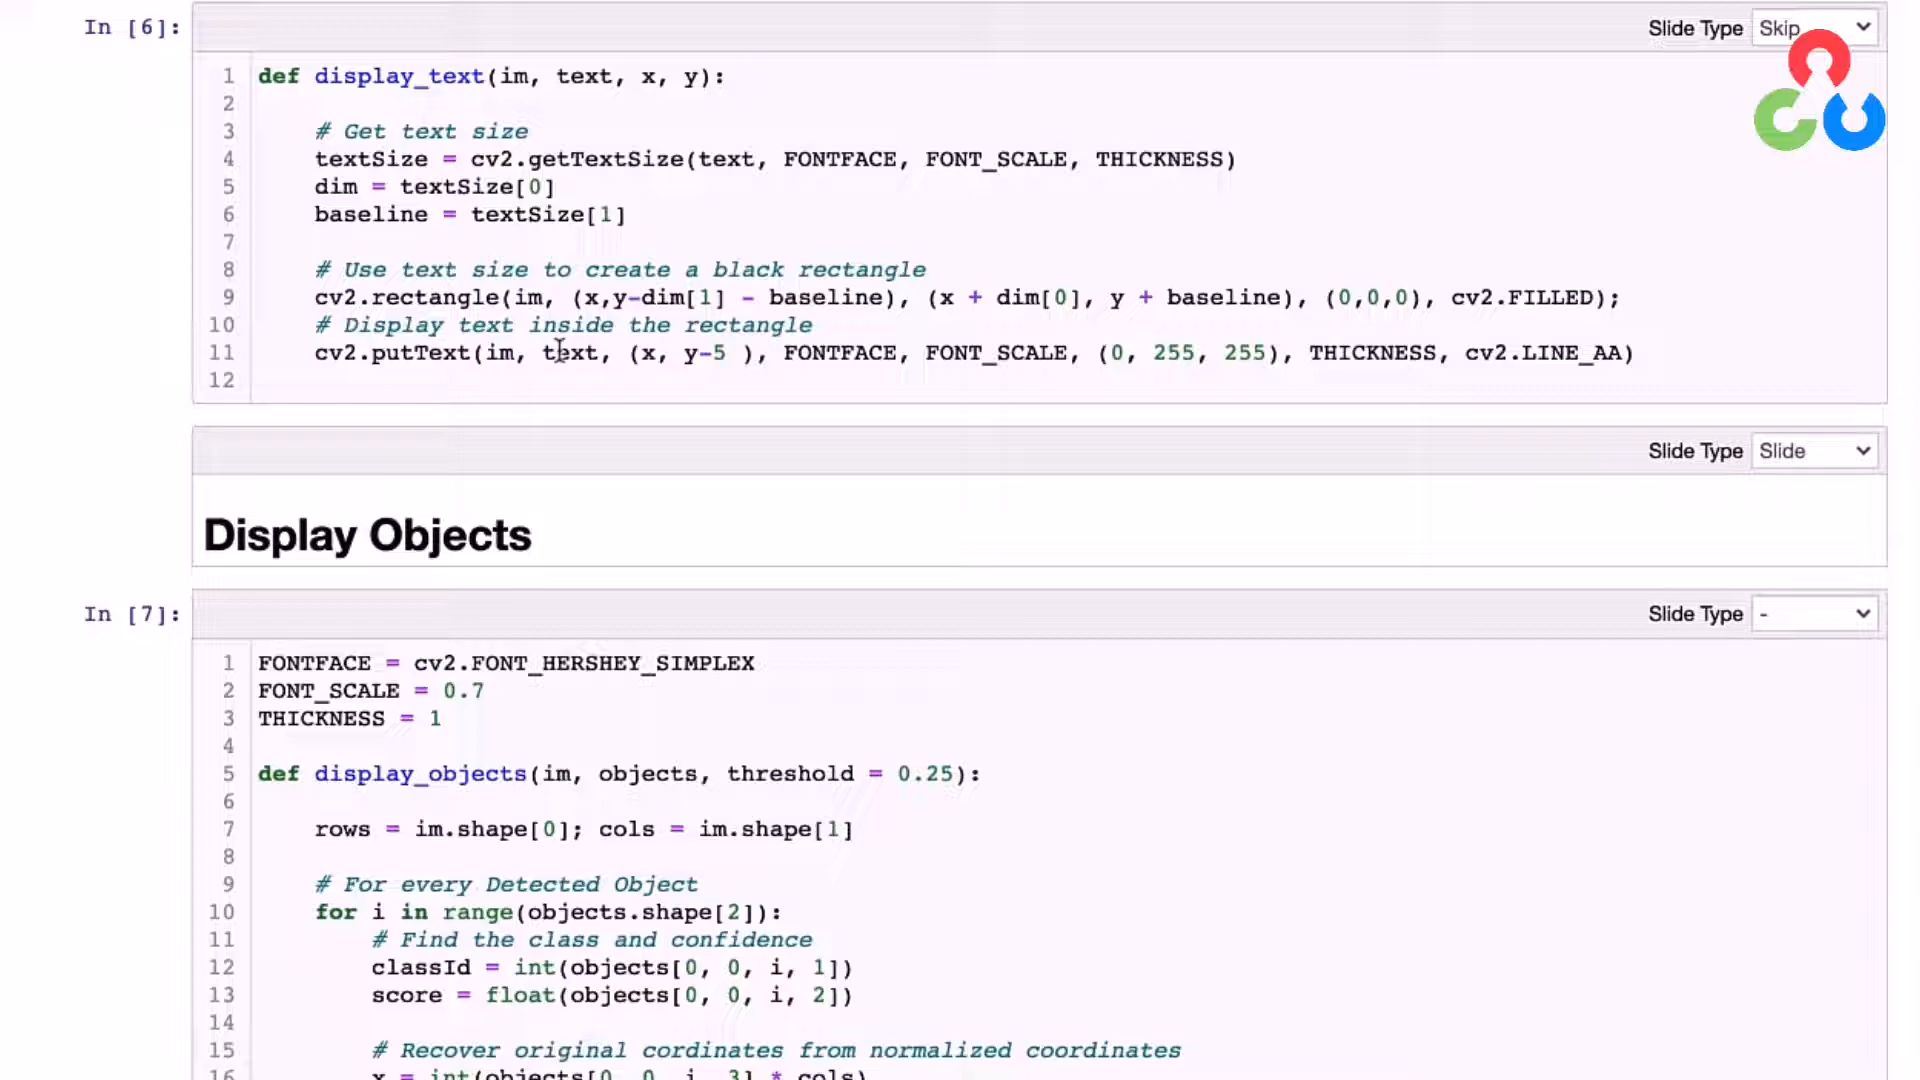 In [6]:
Slide Type Skip
1 def display_text(im, text, x, y):
2
3     # Get text size
4     textSize = cv2.getTextSize(text, FONTFACE, FONT_SCALE, THICKNESS)
5     dim = textSize[0]
6     baseline = textSize[1]
7
8     # Use text size to create a black rectangle
9     cv2.rectangle(im, (x,y-dim[1] - baseline), (x + dim[0], y + baseline), (0,0,0), cv2.FILLED);
10     # Display text inside the rectangle
11     cv2.putText(im, text, (x, y-5 ), FONTFACE, FONT_SCALE, (0, 255, 255), THICKNESS, cv2.LINE_AA)
12
Slide Type Slide
Display Objects
In [7]:
Slide Type -
1 FONTFACE = cv2.FONT_HERSHEY_SIMPLEX
2 FONT_SCALE = 0.7
3 THICKNESS = 1
4
5 def display_objects(im, objects, threshold = 0.25):
6
7     rows = im.shape[0]; cols = im.shape[1]
8
9     # For every Detected Object
10     for i in range(objects.shape[2]):
11         # Find the class and confidence
12         classId = int(objects[0, 0, i, 1])
13         score = float(objects[0, 0, i, 2])
14
15         # Recover original cordinates from normalized coordinates
16         x = int(objects[0, 0, i, 3] * cols)